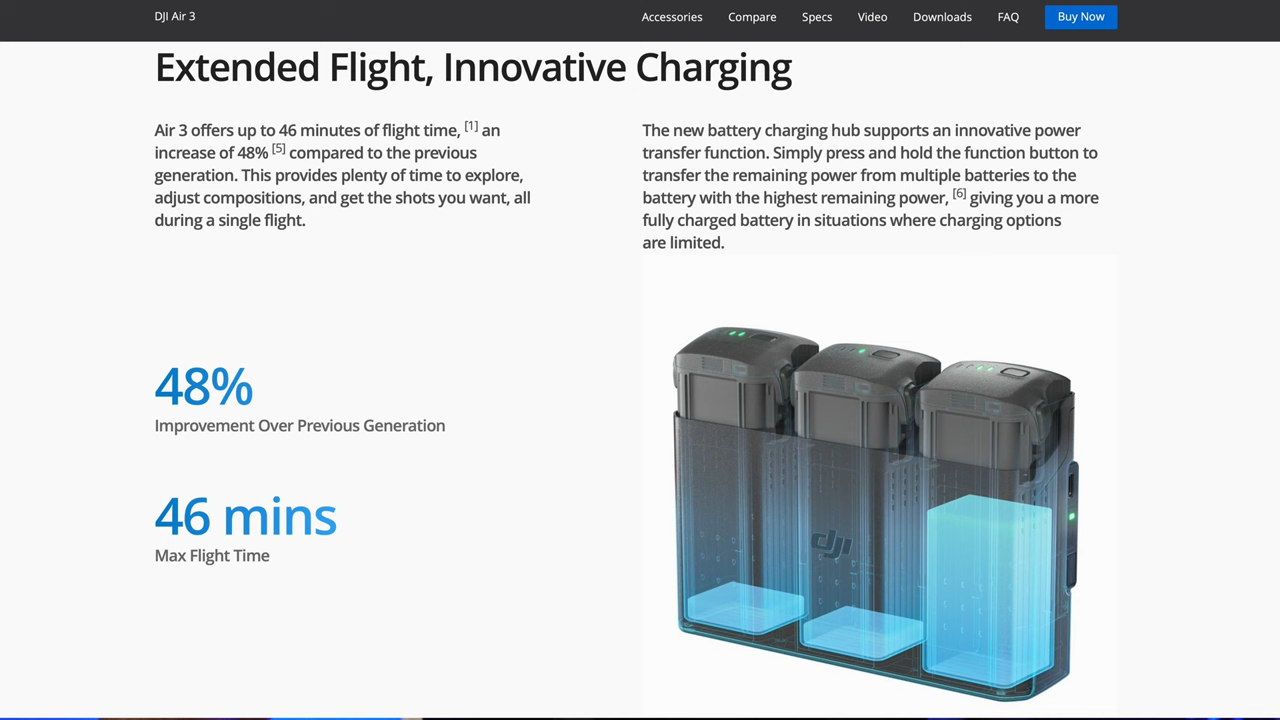 DJI Air 3
Accessories Compare Specs Video Downloads FAQ Buy Now
Extended Flight, Innovative Charging
Air 3 offers up to 46 minutes of flight time, [1] an
increase of 48% [5] compared to the previous
generation. This provides plenty of time to explore,
adjust compositions, and get the shots you want, all
during a single flight.
The new battery charging hub supports an innovative power
transfer function. Simply press and hold the function button to
transfer the remaining power from multiple batteries to the
battery with the highest remaining power, [6] giving you a more
fully charged battery in situations where charging options
are limited.
48%
Improvement Over Previous Generation
46 mins
Max Flight Time
dji